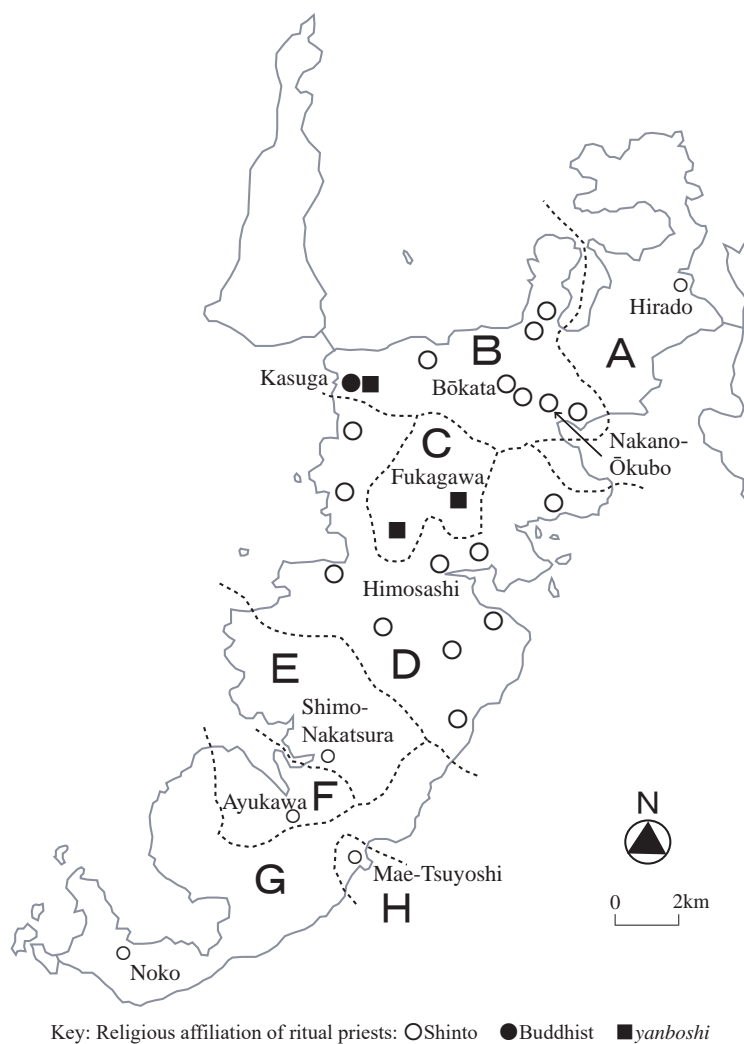 Hirado
A
B
Kasuga
Bōkata
Nakano-
Ōkubo
C
Fukagawa
Himosashi
D
E
Shimo-
Nakatsura
Ayukawa
F
G
Mae-Tsuyoshi
H
Noko
N
0 2km
Key: Religious affiliation of ritual priests: Shinto Buddhist yanboshi